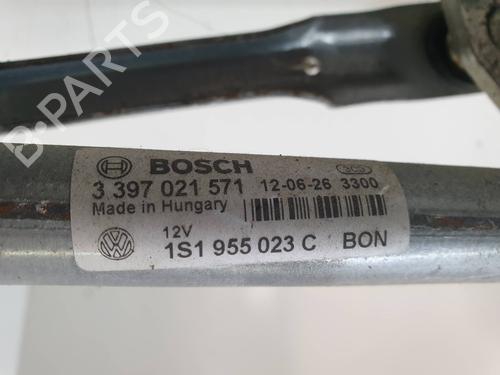 B-PARTS
BOSCH
3 397 021 571 12-06-26 3300
Made in Hungary
12V
1S1 955 023 C BON